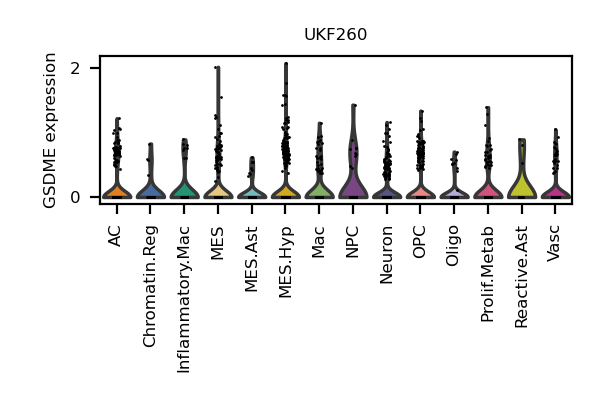 UKF260
GSDME expression
2
0
AC
Chromatin.Reg
Inflammatory.Mac
MES
MES.Ast
MES.Hyp
Mac
NPC
Neuron
OPC
Oligo
Prolif.Metab
Reactive.Ast
Vasc